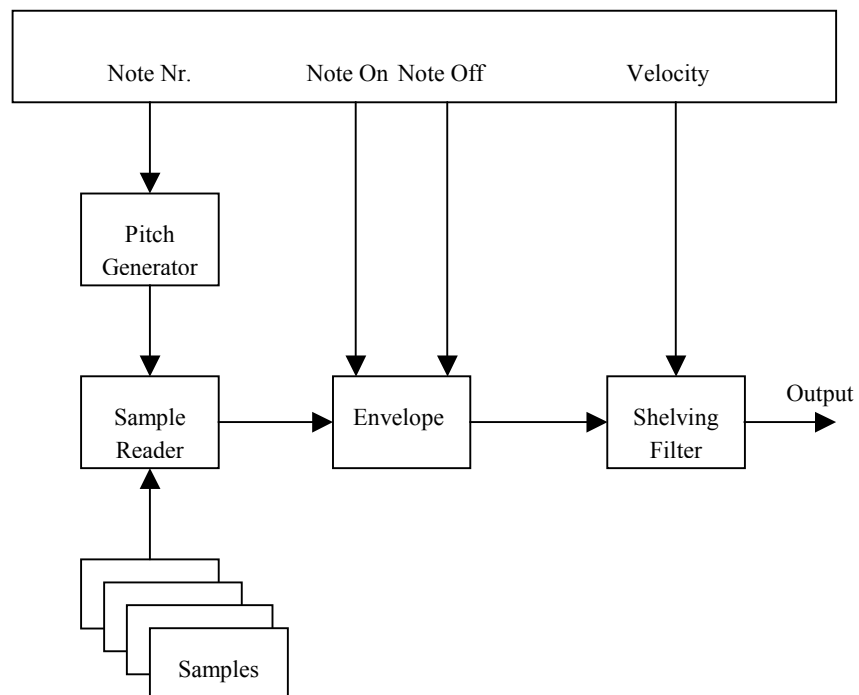 Note Nr. Note On Note Off Velocity
Pitch
Generator
Output
Sample
Reader
Envelope
Shelving
Filter
Samples